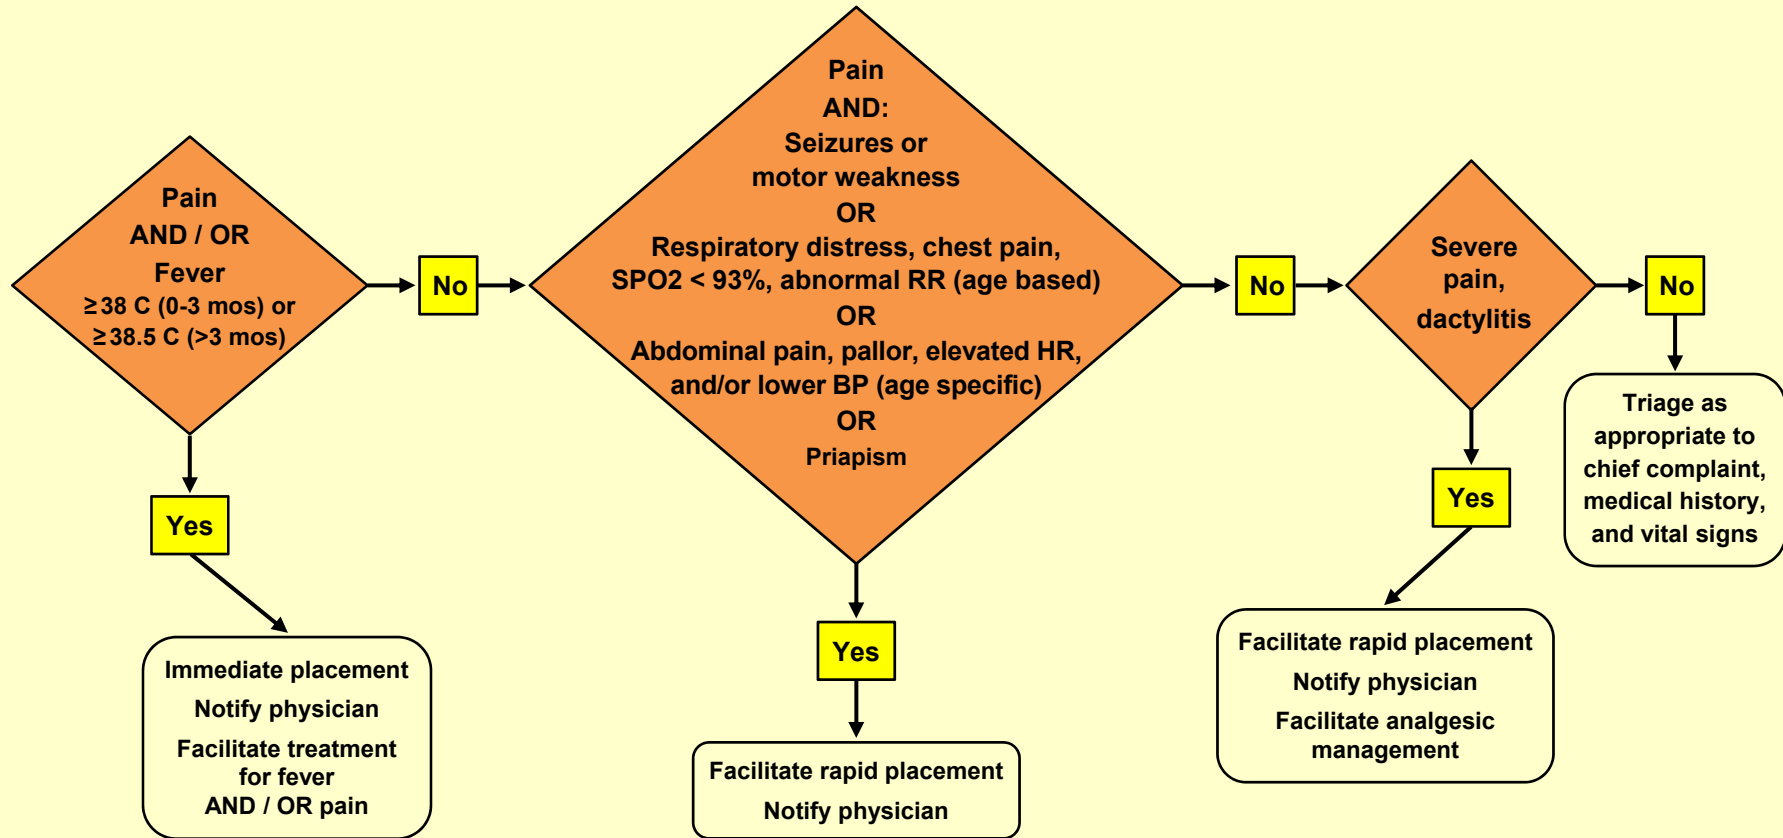 Pain
AND / OR
Fever
≥38 C (0-3 mos) or
≥38.5 C (>3 mos)
No
Yes
Immediate placement
Notify physician
Facilitate treatment
for fever
AND / OR pain
Pain
AND:
Seizures or
motor weakness
OR
Respiratory distress, chest pain,
SPO2 < 93%, abnormal RR (age based)
OR
Abdominal pain, pallor, elevated HR,
and/or lower BP (age specific)
OR
Priapism
No
Yes
Facilitate rapid placement
Notify physician
Severe
pain,
dactylitis
No
Yes
Facilitate rapid placement
Notify physician
Facilitate analgesic
management
Triage as
appropriate to
chief complaint,
medical history,
and vital signs